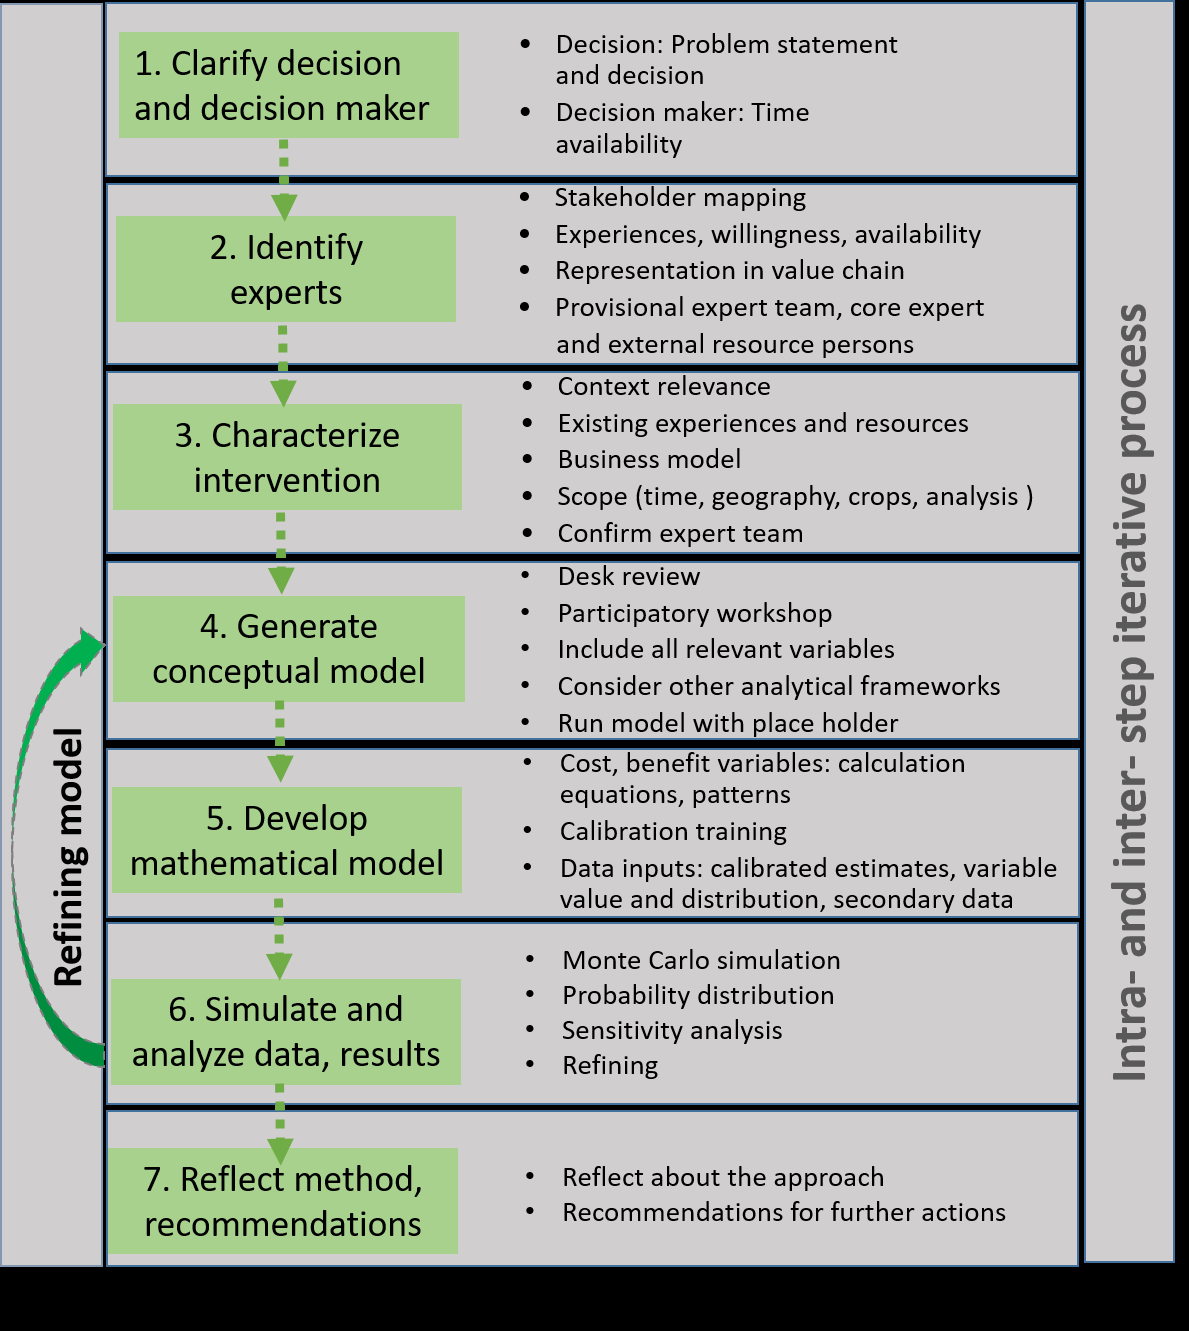 1. Clarify decision
and decision maker
• Decision: Problem statement
and decision
• Decision maker: Time
availability
2. Identify
experts
• Stakeholder mapping
• Experiences, willingness, availability
• Representation in value chain
• Provisional expert team, core expert
and external resource persons
3. Characterize
intervention
• Context relevance
• Existing experiences and resources
• Business model
• Scope (time, geography, crops, analysis )
• Confirm expert team
4. Generate
conceptual model
• Desk review
• Participatory workshop
• Include all relevant variables
• Consider other analytical frameworks
• Run model with place holder
5. Develop
mathematical model
• Cost, benefit variables: calculation
equations, patterns
• Calibration training
• Data inputs: calibrated estimates, variable
value and distribution, secondary data
6. Simulate and
analyze data, results
• Monte Carlo simulation
• Probability distribution
• Sensitivity analysis
• Refining
7. Reflect method,
recommendations
• Reflect about the approach
• Recommendations for further actions
Refining model
Intra- and inter- step iterative process